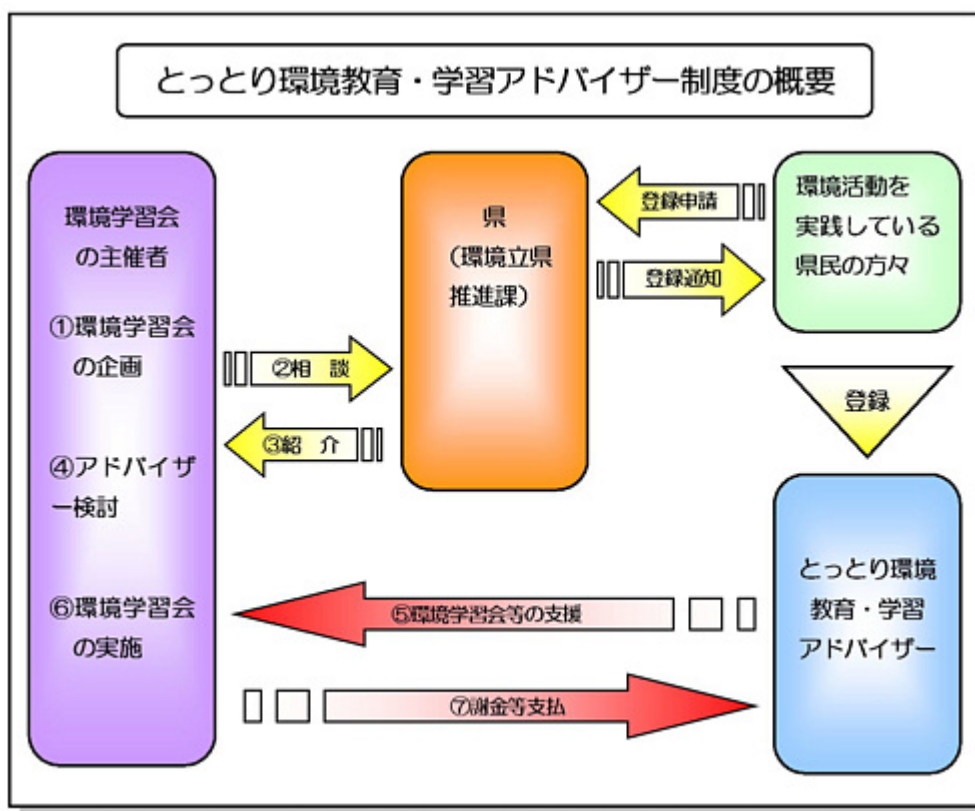 とっとり環境教育・学習アドバイザー制度の概要
環境学習会
の主催者
①環境学習会
の企画
④アドバイザ
ー検討
⑥環境学習会
の実施
②相 談
③紹 介
県
(環境立県
推進課)
登録申請
登録通知
環境活動を
実践している
県民の方々
登録
とっとり環境
教育・学習
アドバイザー
⑤環境学習会等の支援
⑦謝金等支払